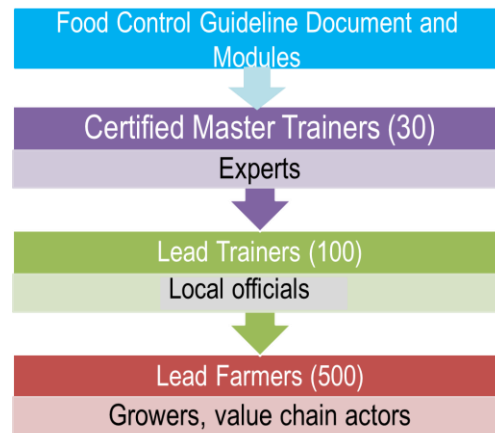 Food Control Guideline Document and
Modules
Certified Master Trainers (30)
Experts
Lead Trainers (100)
Local officials
Lead Farmers (500)
Growers, value chain actors